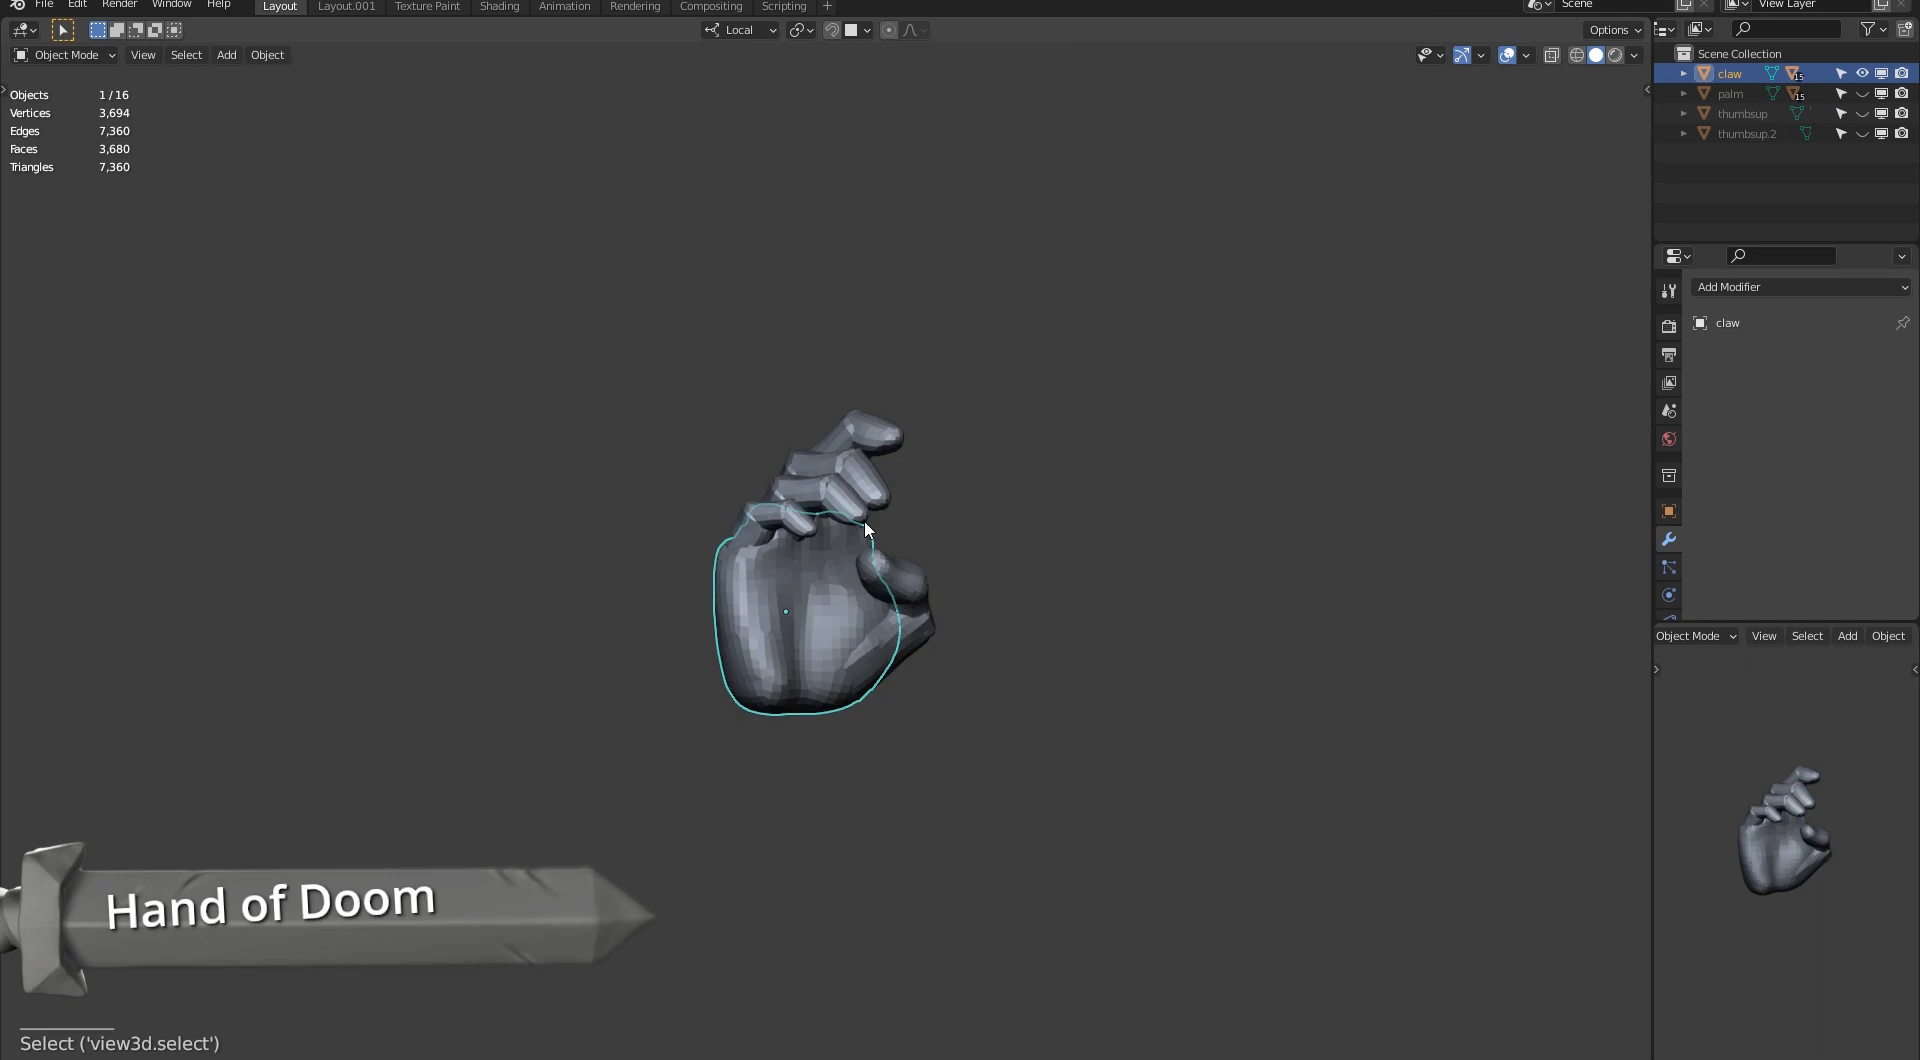 File Edit Render Window Help Layout Layout.001 Texture Paint Shading Animation Rendering Compositing Scripting + Scene View Layer
Local Options
Object Mode View Select Add Object
Scene Collection
claw 15
palm 15
thumbsup
thumbsup.2
Objects 1 / 16
Vertices 3,694
Edges 7,360
Faces 3,680
Triangles 7,360
Add Modifier
claw
Object Mode View Select Add Object
Hand of Doom
Select ('view3d.select')